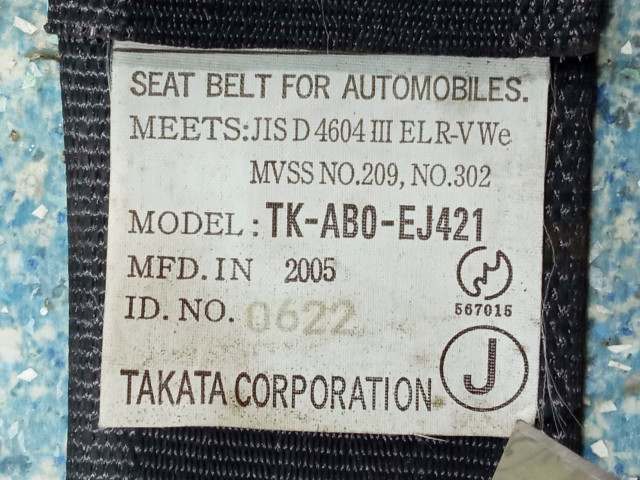 SEAT BELT FOR AUTOMOBILES.
MEETS:JIS D 4604 III ELR-V We
MVSS NO.209, NO.302
MODEL : TK-AB0-EJ421
MFD. IN 2005
567015
ID. NO. 0622
J
TAKATA CORPORATION